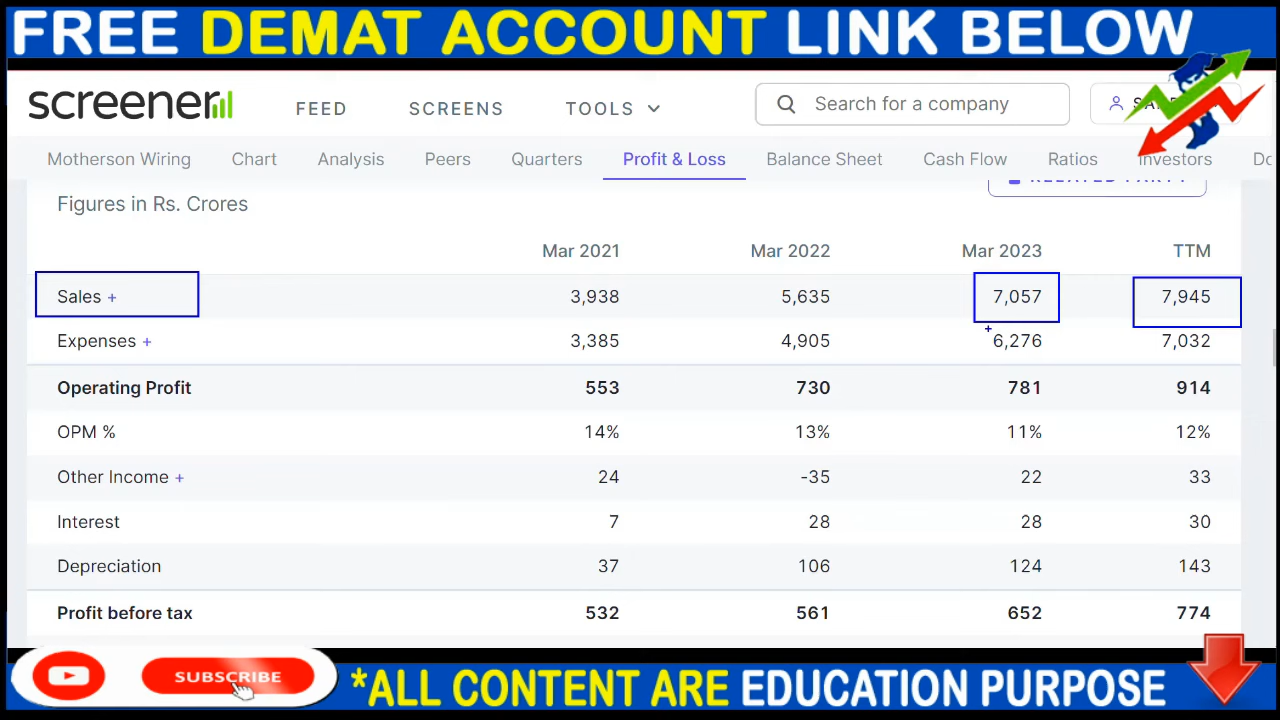 FREE DEMAT ACCOUNT LINK BELOW
screener
FEED SCREENS TOOLS Search for a company
Motherson Wiring Chart Analysis Peers Quarters Profit & Loss Balance Sheet Cash Flow Ratios Investors
RELATED PARTY
Figures in Rs. Crores
Mar 2021 Mar 2022 Mar 2023 TTM
Sales + 3,938 5,635 7,057 7,945
Expenses + 3,385 4,905 6,276 7,032
Operating Profit 553 730 781 914
OPM % 14% 13% 11% 12%
Other Income + 24 -35 22 33
Interest 7 28 28 30
Depreciation 37 106 124 143
Profit before tax 532 561 652 774
SUBSCRIBE
*ALL CONTENT ARE EDUCATION PURPOSE